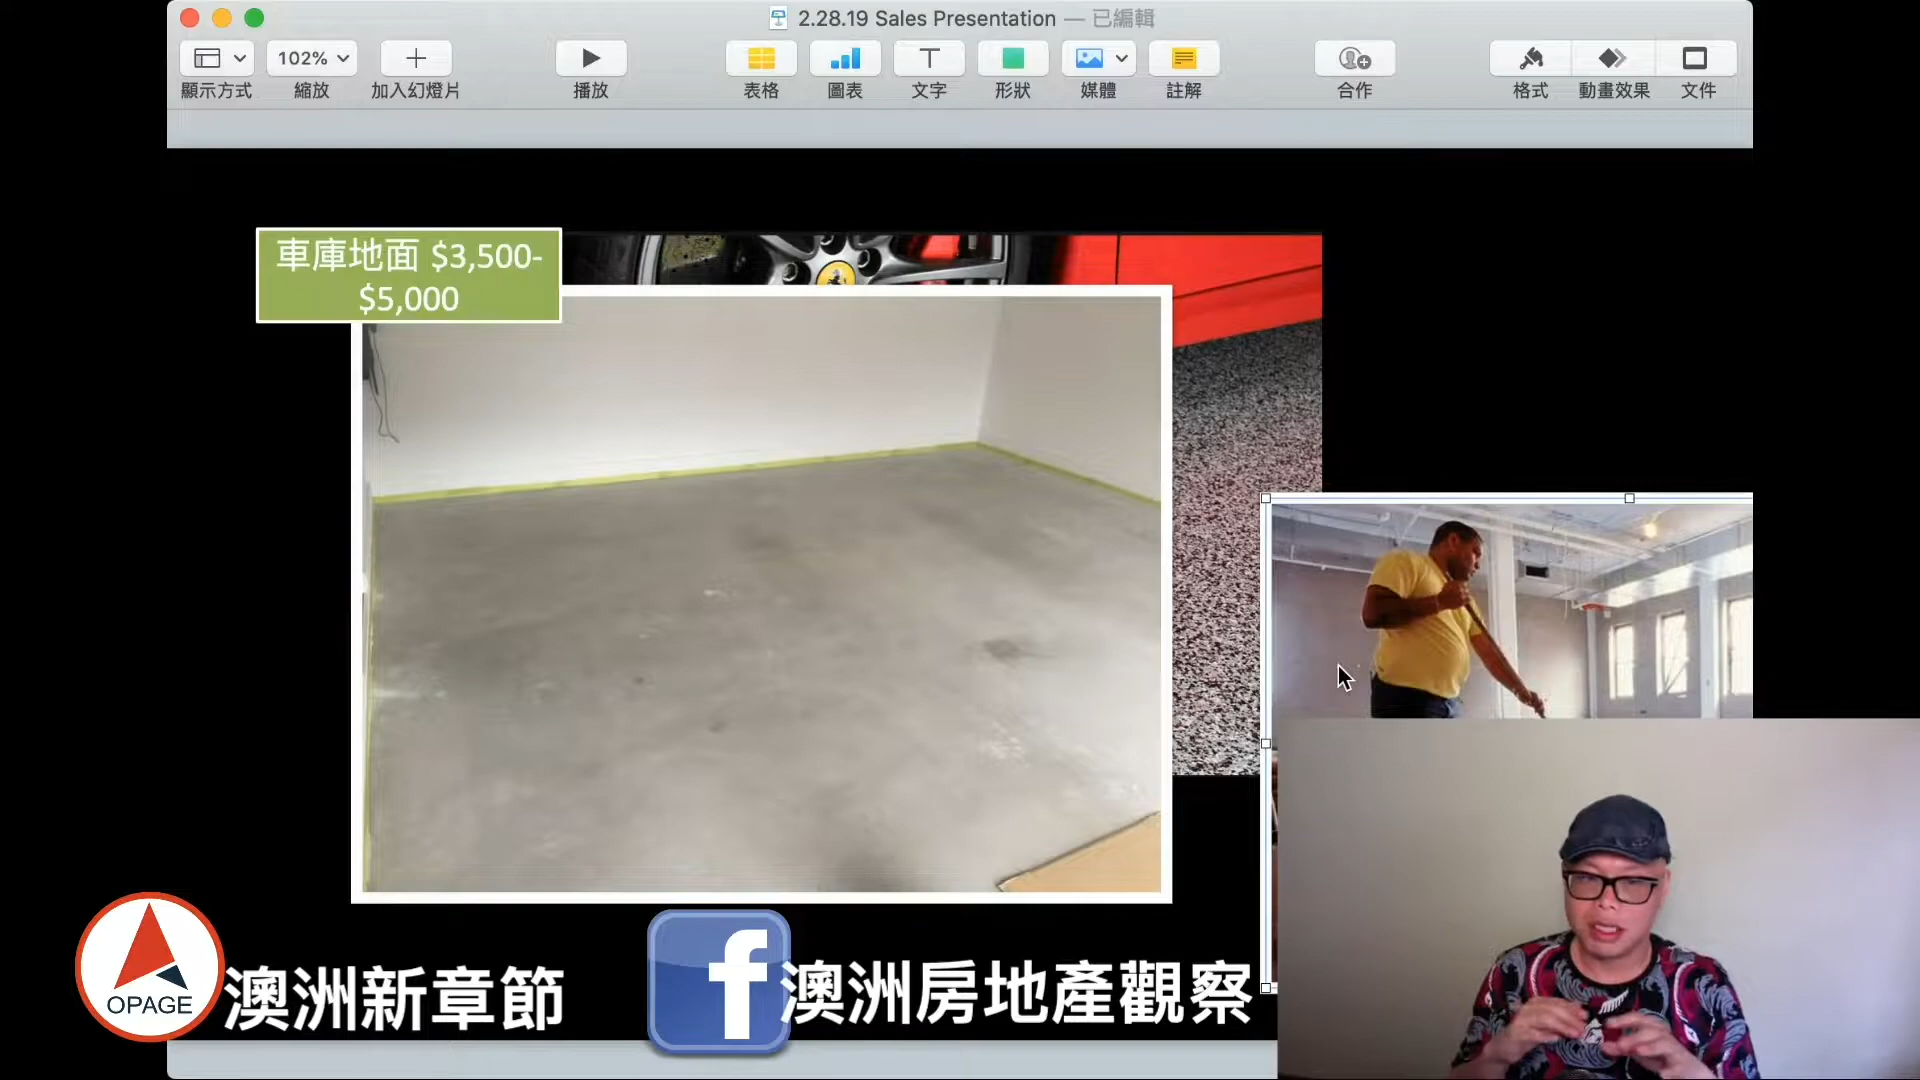 2.28.19 Sales Presentation — 已編輯
102%
顯示方式
縮放
加入幻燈片
播放
表格
圖表
文字
形狀
媒體
註解
合作
格式
動畫效果
文件
車庫地面 $3,500-
$5,000
OPAGE
澳洲新章節
f
澳洲房地產觀察